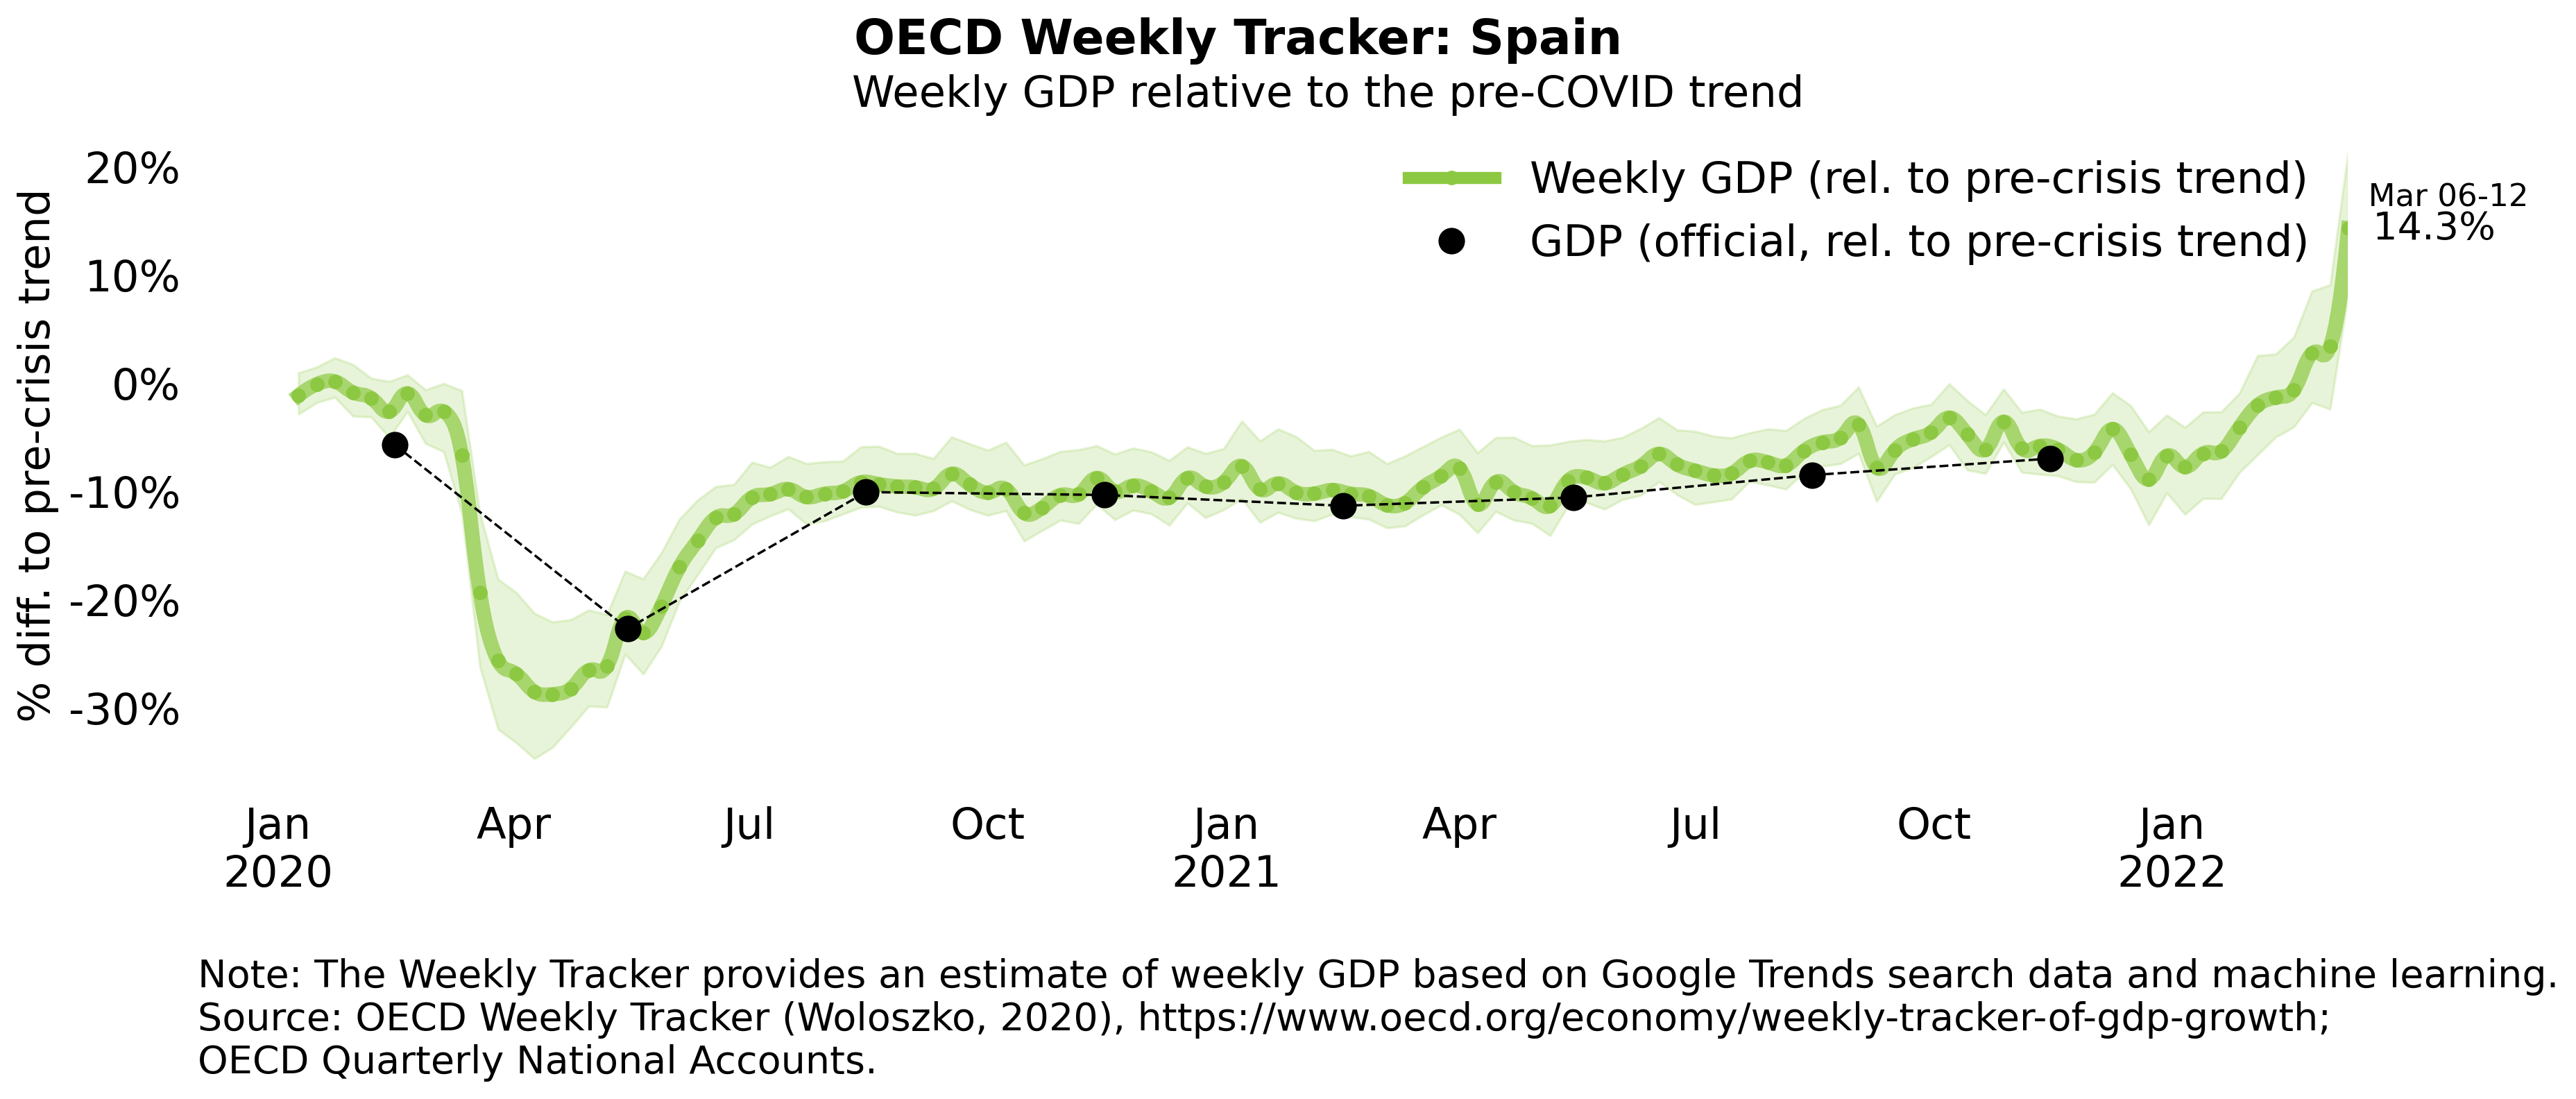 OECD Weekly Tracker: Spain
Weekly GDP relative to the pre-COVID trend
% diff. to pre-crisis trend
20%
10%
0%
-10%
-20%
-30%
Weekly GDP (rel. to pre-crisis trend)
GDP (official, rel. to pre-crisis trend)
Mar 06-12
14.3%
Jan Apr Jul Oct Jan Apr Jul Oct Jan
2020 2021 2022
Note: The Weekly Tracker provides an estimate of weekly GDP based on Google Trends search data and machine learning.
Source: OECD Weekly Tracker (Woloszko, 2020), https://www.oecd.org/economy/weekly-tracker-of-gdp-growth;
OECD Quarterly National Accounts.